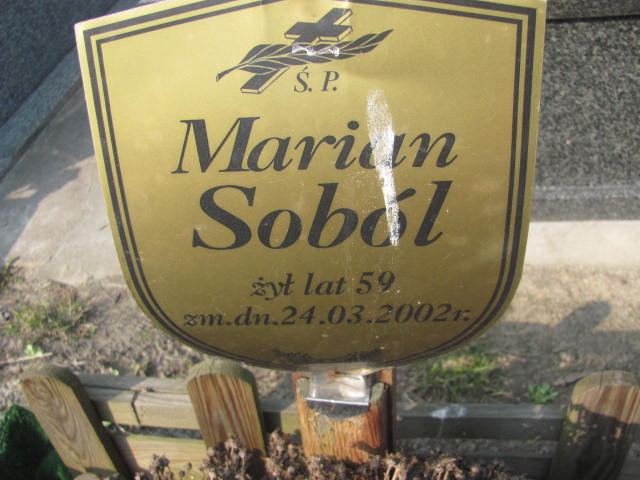 Ś. P.
Marian
Soból
żył lat 59
zm.dn.24.03.2002r.